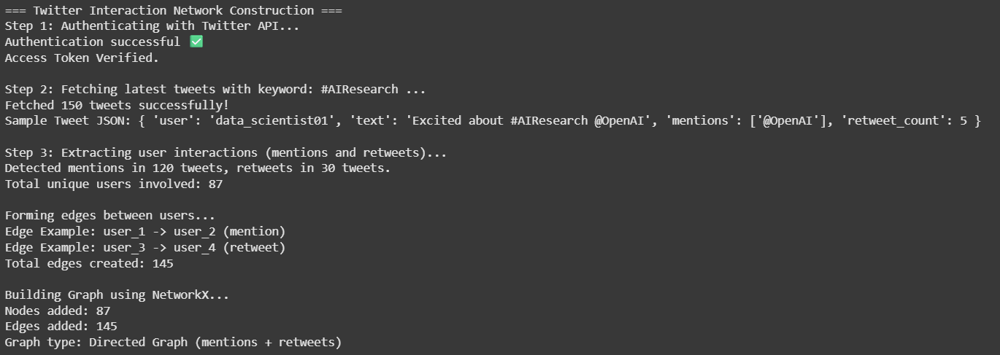 === Twitter Interaction Network Construction ===
Step 1: Authenticating with Twitter API...
Authentication successful ✅
Access Token Verified.

Step 2: Fetching latest tweets with keyword: #AIResearch ...
Fetched 150 tweets successfully!
Sample Tweet JSON: { 'user': 'data_scientist01', 'text': 'Excited about #AIResearch @OpenAI', 'mentions': ['@OpenAI'], 'retweet_count': 5 }

Step 3: Extracting user interactions (mentions and retweets)...
Detected mentions in 120 tweets, retweets in 30 tweets.
Total unique users involved: 87

Forming edges between users...
Edge Example: user_1 -> user_2 (mention)
Edge Example: user_3 -> user_4 (retweet)
Total edges created: 145

Building Graph using NetworkX...
Nodes added: 87
Edges added: 145
Graph type: Directed Graph (mentions + retweets)